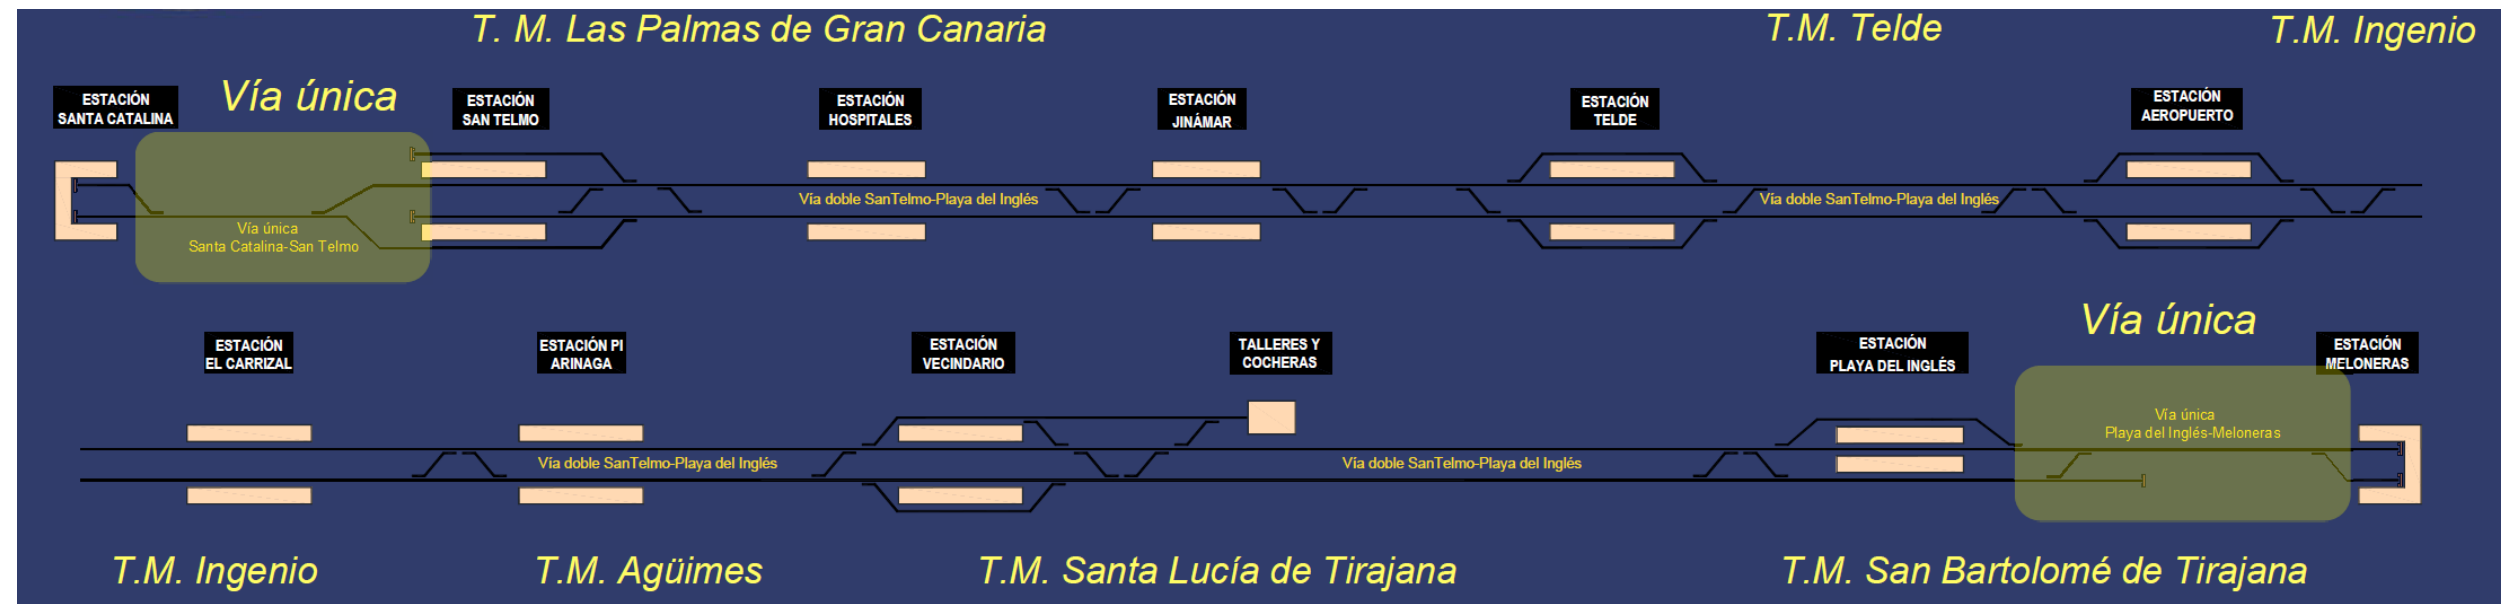 T. M. Las Palmas de Gran Canaria
T.M. Telde
T.M. Ingenio
ESTACIÓN
SANTA CATALINA
Vía única
ESTACIÓN
SAN TELMO
ESTACIÓN
HOSPITALES
ESTACIÓN
JINÁMAR
ESTACIÓN
TELDE
ESTACIÓN
AEROPUERTO
Vía única
Santa Catalina-San Telmo
Vía doble SanTelmo-Playa del Inglés
Vía doble SanTelmo-Playa del Inglés
ESTACIÓN
EL CARRIZAL
ESTACIÓN PI
ARINAGA
ESTACIÓN
VECINDARIO
TALLERES Y
COCHERAS
ESTACIÓN
PLAYA DEL INGLÉS
Vía única
ESTACIÓN
MELONERAS
Vía doble SanTelmo-Playa del Inglés
Vía doble SanTelmo-Playa del Inglés
Vía única
Playa del Inglés-Meloneras
T.M. Ingenio
T.M. Agüimes
T.M. Santa Lucía de Tirajana
T.M. San Bartolomé de Tirajana